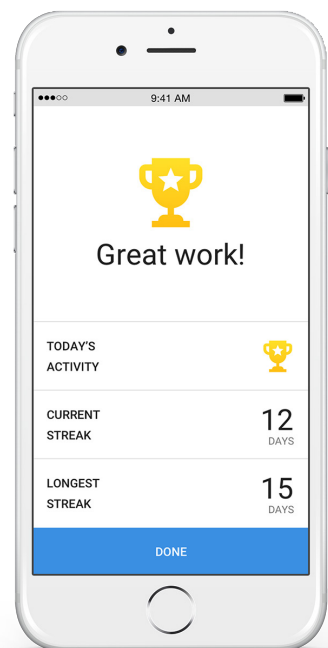 9:41 AM
Great work!
TODAY'S
ACTIVITY
CURRENT
STREAK
12
DAYS
LONGEST
STREAK
15
DAYS
DONE